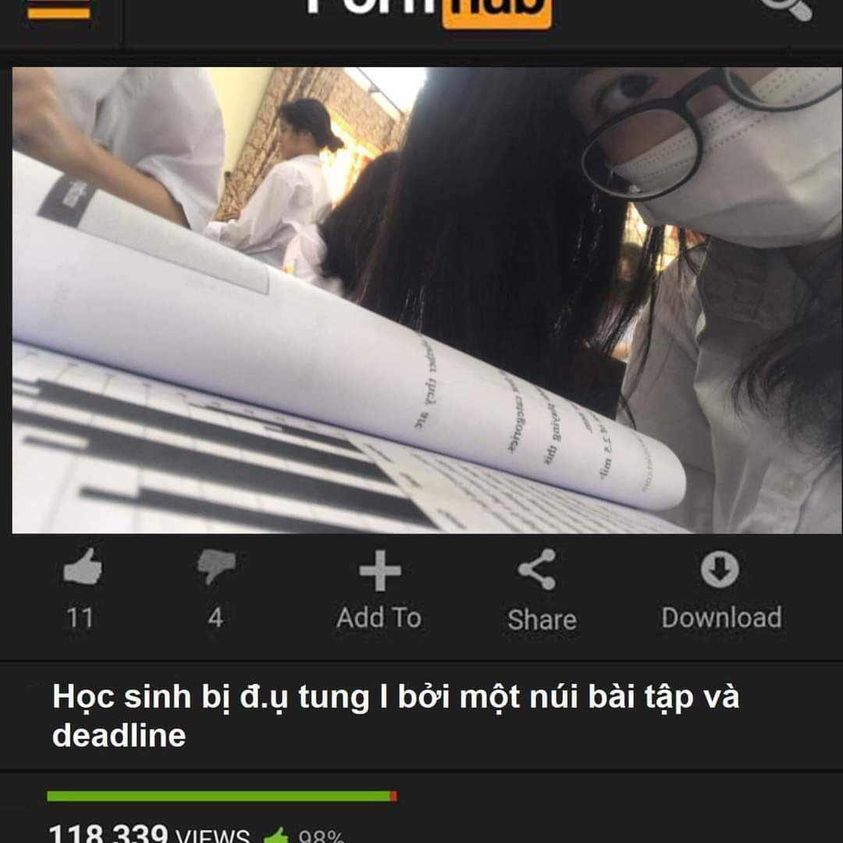 Porn hub
11
4
Add To
Share
Download
Học sinh bị đ.ụ tung l bởi một núi bài tập và
deadline
118,339 VIEWS 98%